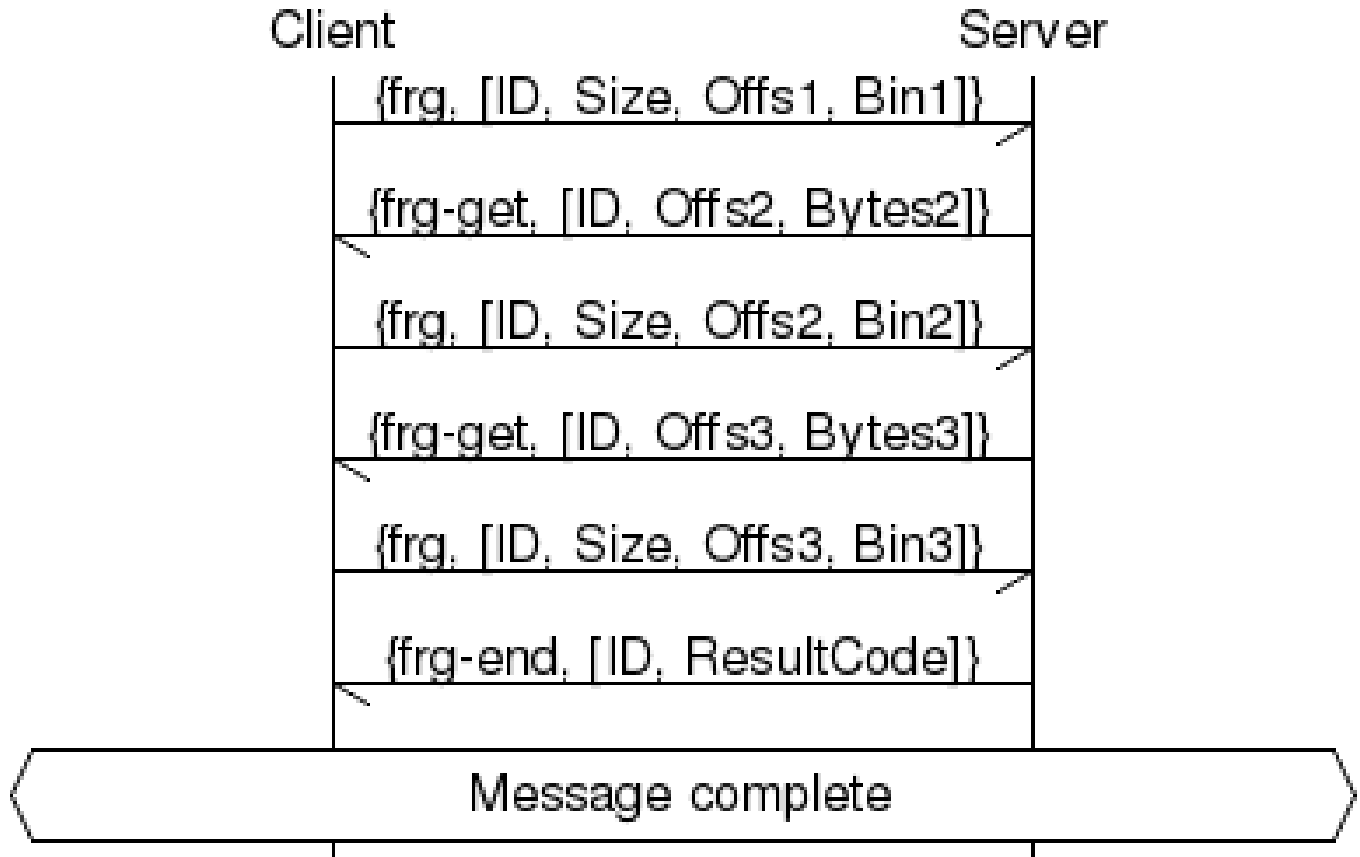 Client Server
{frg, [ID, Size, Offs1, Bin1]}
{frg-get, [ID, Offs2, Bytes2]}
{frg, [ID, Size, Offs2, Bin2]}
{frg-get, [ID, Offs3, Bytes3]}
{frg, [ID, Size, Offs3, Bin3]}
{frg-end, [ID, ResultCode]}
Message complete